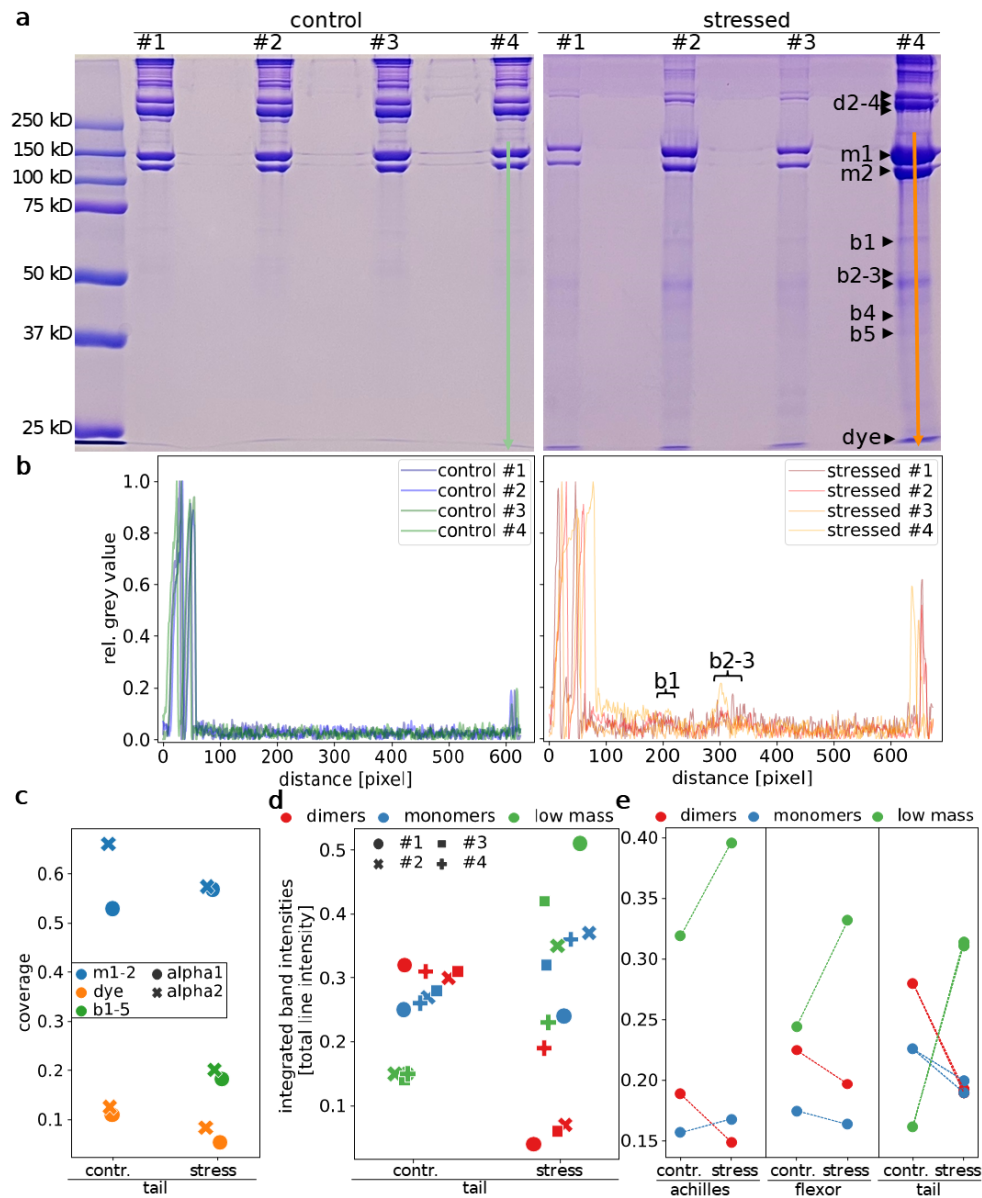 a control stressed
#1 #2 #3 #4 #1 #2 #3 #4
250 kD
150 kD
100 kD
75 kD
50 kD
37 kD
25 kD
d2-4
m1
m2
b1
b2-3
b4
b5
dye
b
rel. grey value
1.0
0.8
0.6
0.4
0.2
0.0
control #1
control #2
control #3
control #4
0 100 200 300 400 500 600
distance [pixel]
stressed #1
stressed #2
stressed #3
stressed #4
b1
b2-3
0 100 200 300 400 500 600
distance [pixel]
c
coverage
0.6
0.5
0.4
0.3
0.2
0.1
m1-2 alpha1
dye alpha2
b1-5
contr. stress
tail
d dimers monomers low mass
integrated band intensities
[total line intensity]
0.5
0.4
0.3
0.2
0.1
#1 #3
#2 #4
contr. stress
tail
e dimers monomers low mass
0.40
0.35
0.30
0.25
0.20
0.15
contr. stress contr. stress contr. stress
achilles flexor tail